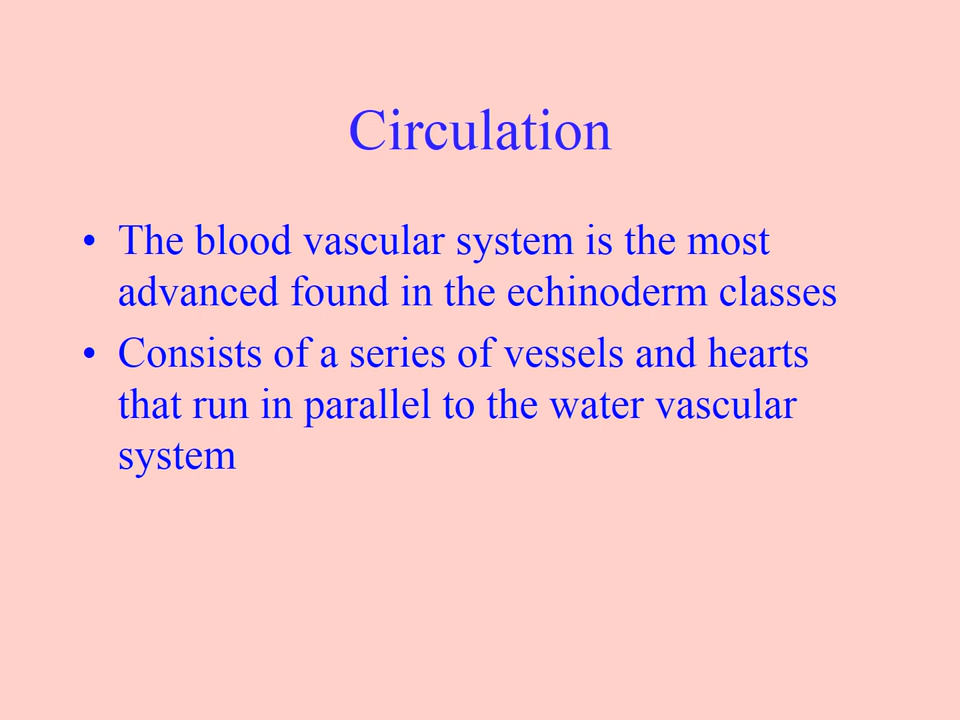 Circulation
• The blood vascular system is the most
advanced found in the echinoderm classes
• Consists of a series of vessels and hearts
that run in parallel to the water vascular
system